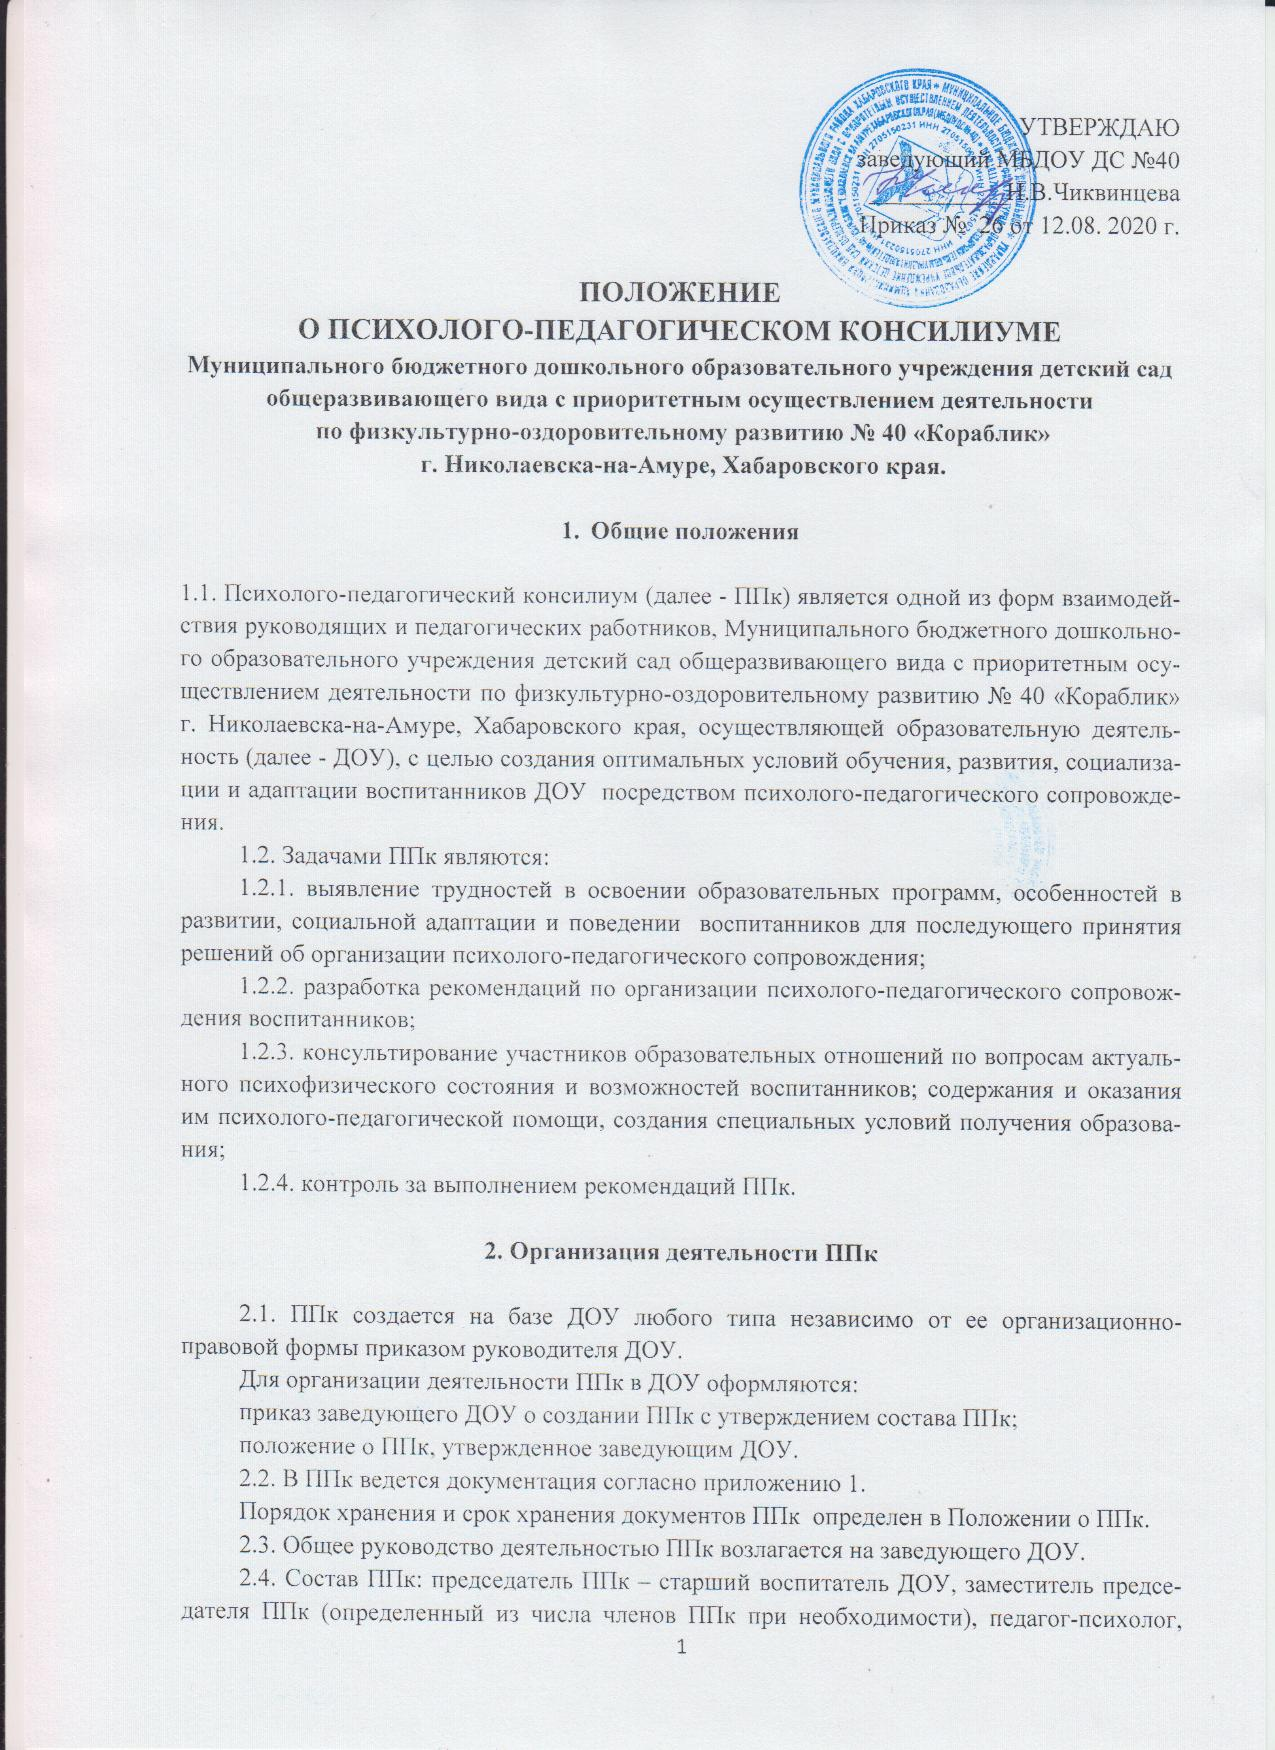 УТВЕРЖДАЮ
заведующий МБДОУ ДС №40
Н.В.Чиквинцева
Приказ № 26 от 12.08. 2020 г.
ПОЛОЖЕНИЕ
О ПСИХОЛОГО-ПЕДАГОГИЧЕСКОМ КОНСИЛИУМЕ
Муниципального бюджетного дошкольного образовательного учреждения детский сад
общеразвивающего вида с приоритетным осуществлением деятельности
по физкультурно-оздоровительному развитию № 40 «Кораблик»
г. Николаевска-на-Амуре, Хабаровского края.
1. Общие положения
1.1. Психолого-педагогический консилиум (далее - ППк) является одной из форм взаимодей-
ствия руководящих и педагогических работников, Муниципального бюджетного дошкольно-
го образовательного учреждения детский сад общеразвивающего вида с приоритетным осу-
ществлением деятельности по физкультурно-оздоровительному развитию № 40 «Кораблик»
г. Николаевска-на-Амуре, Хабаровского края, осуществляющей образовательную деятель-
ность (далее - ДОУ), с целью создания оптимальных условий обучения, развития, социализа-
ции и адаптации воспитанников ДОУ посредством психолого-педагогического сопровожде-
ния.
1.2. Задачами ППк являются:
1.2.1. выявление трудностей в освоении образовательных программ, особенностей в
развитии, социальной адаптации и поведении воспитанников для последующего принятия
решений об организации психолого-педагогического сопровождения;
1.2.2. разработка рекомендаций по организации психолого-педагогического сопровож-
дения воспитанников;
1.2.3. консультирование участников образовательных отношений по вопросам актуаль-
ного психофизического состояния и возможностей воспитанников; содержания и оказания
им психолого-педагогической помощи, создания специальных условий получения образова-
ния;
1.2.4. контроль за выполнением рекомендаций ППк.
2. Организация деятельности ППк
2.1. ППк создается на базе ДОУ любого типа независимо от ее организационно-
правовой формы приказом руководителя ДОУ.
Для организации деятельности ППк в ДОУ оформляются:
приказ заведующего ДОУ о создании ППк с утверждением состава ППк;
положение о ППк, утвержденное заведующим ДОУ.
2.2. В ППк ведется документация согласно приложению 1.
Порядок хранения и срок хранения документов ППк определен в Положении о ППк.
2.3. Общее руководство деятельностью ППк возлагается на заведующего ДОУ.
2.4. Состав ППк: председатель ППк – старший воспитатель ДОУ, заместитель предсе-
дателя ППк (определенный из числа членов ППк при необходимости), педагог-психолог,
1